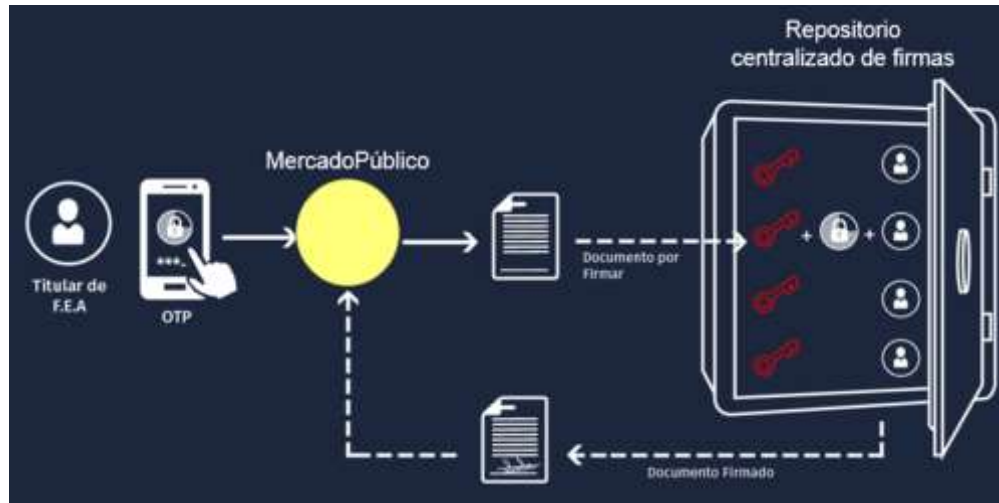 Repositorio
centralizado de firmas
MercadoPúblico
Titular de
F.E.A
***_
OTP
Documento por
Firmar
+
+
Documento Firmado